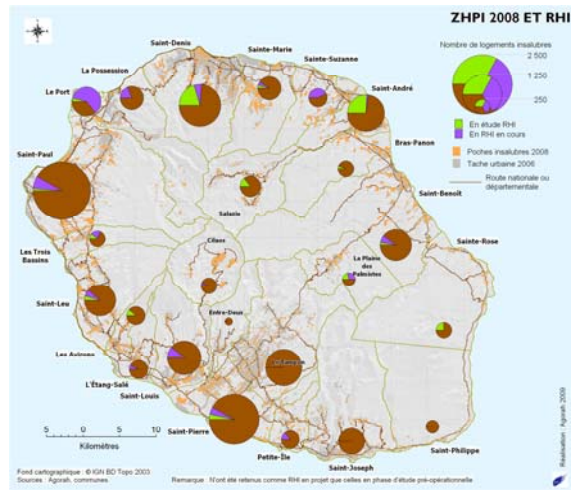 ZHPI 2008 ET RHI
Nombre de logements insalubres
2 500
1 250
250
En étude RHI
En RHI en cours
Poches insalubres 2008
Tache urbaine 2006
Route nationale ou
départementale
Saint-Denis
Sainte-Marie
Sainte-Suzanne
La Possession
Le Port
Saint-André
Bras-Panon
Saint-Paul
Saint-Benoît
Salazie
Sainte-Rose
Cilaos
Les Trois
Bassins
La Plaine
des
Palmistes
Saint-Leu
Entre-Deux
Les Avirons
L'Étang-Salé
Saint-Louis
Saint-Pierre
Petite-Île
Saint-Joseph
Saint-Philippe
5 0 5 10
Kilomètres
Fond cartographique : © IGN BD Topo 2003
Sources : Agorah, communes
Remarque : N'ont été retenus comme RHI en projet que celles en phase d'étude pré-opérationnelle
Réalisation : Agorah 2009